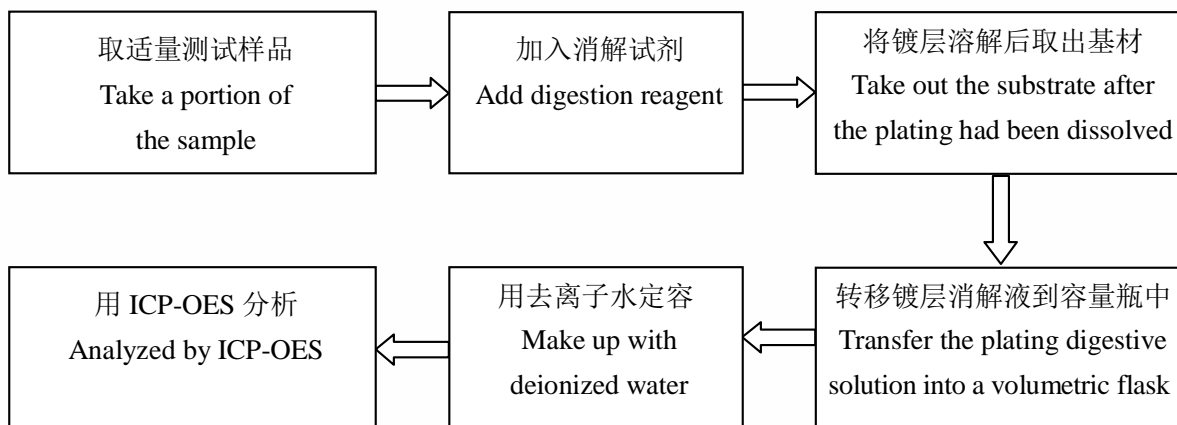 取适量测试样品
Take a portion of
the sample
加入消解试剂
Add digestion reagent
将镀层溶解后取出基材
Take out the substrate after
the plating had been dissolved
转移镀层消解液到容量瓶中
Transfer the plating digestive
solution into a volumetric flask
用去离子水定容
Make up with
deionized water
用 ICP-OES 分析
Analyzed by ICP-OES